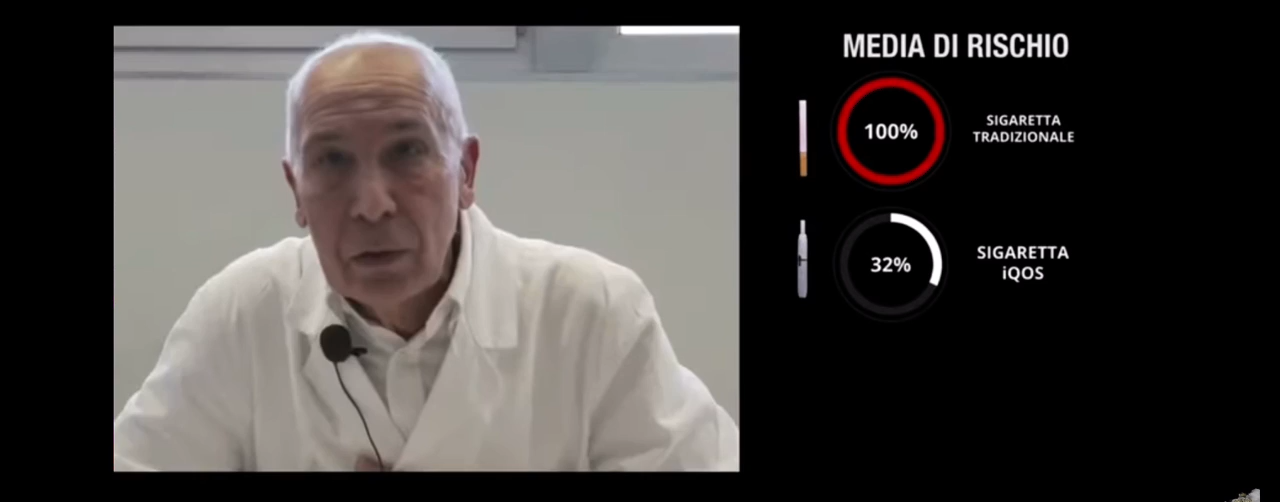 MEDIA DI RISCHIO
100%
SIGARETTA
TRADIZIONALE
32%
SIGARETTA
iQOS